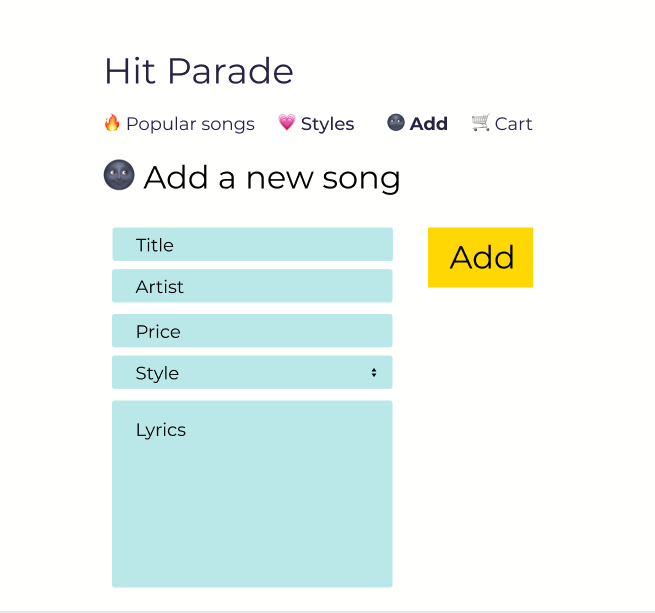 Hit Parade
🔥 Popular songs 💗 Styles 🌚 Add 🛒 Cart
🌚 Add a new song
Title
Add
Artist
Price
Style
Lyrics